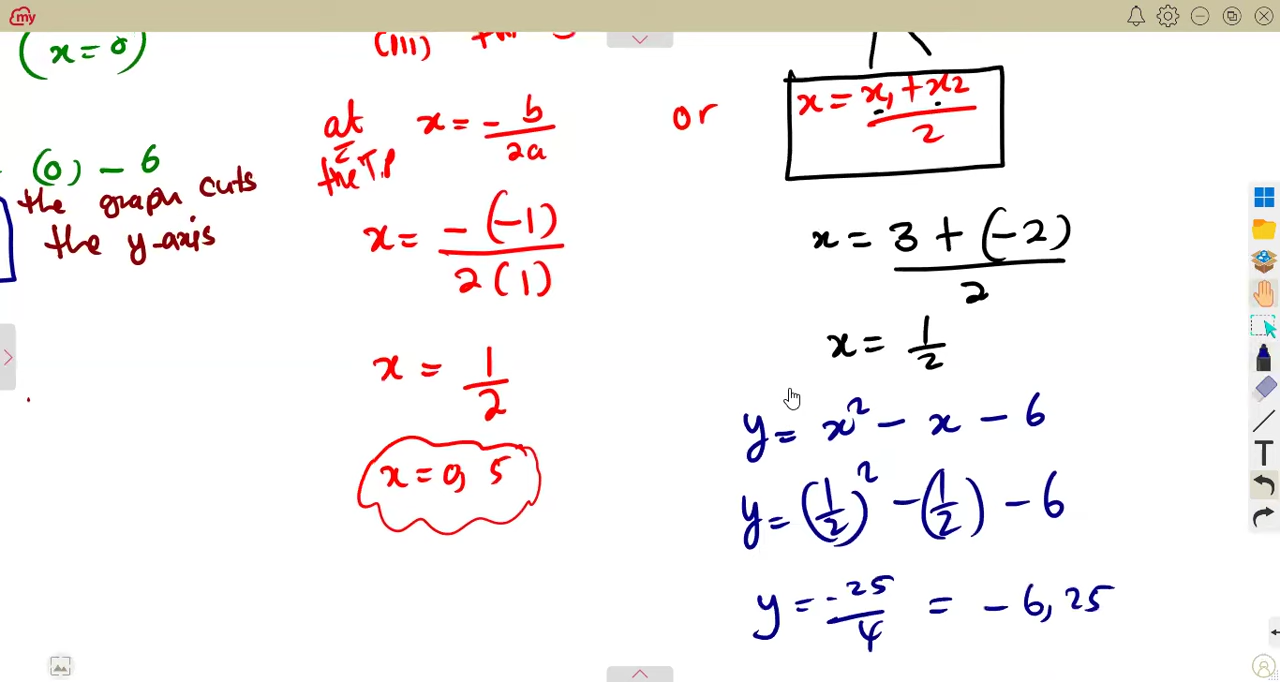 my
(x = 0)
(0) - 6
the graph cuts
the y-axis
(iii)
at
the T.P
x = - b/2a
x = -(-1)/2(1)
x = 1/2
x = 0,5
or
x = x₁ + x₂/2
x = 3 + (-2)/2
x = 1/2
y = x² - x - 6
y = (1/2)² - (1/2) - 6
y = -25/4 = - 6,25
T